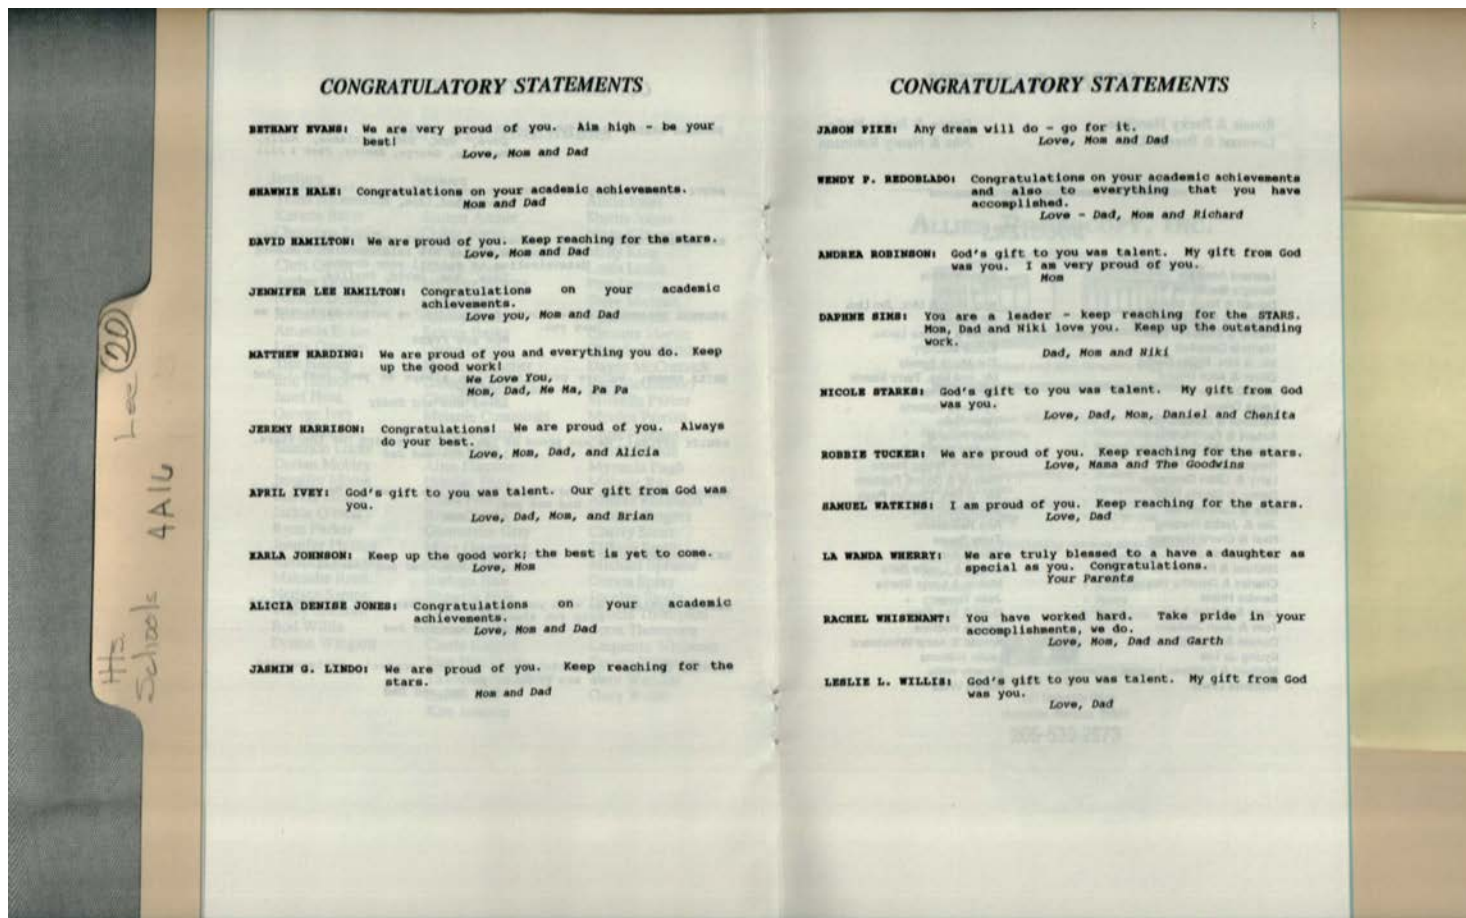 CONGRATULATORY STATEMENTS
BETHANY EVANS: We are very proud of you. Aim high - be your
best!
Love, Mom and Dad
SHAWNIE HALE: Congratulations on your academic achievements.
Mom and Dad
DAVID HAMILTON: We are proud of you. Keep reaching for the stars.
Love, Mom and Dad
JENNIFER LEE HAMILTON: Congratulations on your academic
achievements.
Love you, Mom and Dad
MATTHEW HARDING: We are proud of you and everything you do. Keep
up the good work!
We Love You,
Mom, Dad, Me Ma, Pa Pa
JEREMY HARRISON: Congratulations! We are proud of you. Always
do your best.
Love, Mom, Dad, and Alicia
APRIL IVEY: God's gift to you was talent. Our gift from God was
you.
Love, Dad, Mom, and Brian
KARLA JOHNSON: Keep up the good work; the best is yet to come.
Love, Mom
ALICIA DENISE JONES: Congratulations on your academic
achievements.
Love, Mom and Dad
JASMIN G. LINDO: We are proud of you. Keep reaching for the
stars.
Mom and Dad
CONGRATULATORY STATEMENTS
JASON PIKE: Any dream will do - go for it.
Love, Mom and Dad
WENDY P. REDOBLADO: Congratulations on your academic achievements
and also to everything that you have
accomplished.
Love - Dad, Mom and Richard
ANDREA ROBINSON: God's gift to you was talent. My gift from God
was you. I am very proud of you.
Mom
DAPHNE SIMS: You are a leader - keep reaching for the STARS.
Mom, Dad and Niki love you. Keep up the outstanding
work.
Dad, Mom and Niki
NICOLE STARKS: God's gift to you was talent. My gift from God
was you.
Love, Dad, Mom, Daniel and Chenita
ROBBIE TUCKER: We are proud of you. Keep reaching for the stars.
Love, Mama and The Goodwins
SAMUEL WATKINS: I am proud of you. Keep reaching for the stars.
Love, Dad
LA WANDA WHERRY: We are truly blessed to a have a daughter as
special as you. Congratulations.
Your Parents
RACHEL WHISENANT: You have worked hard. Take pride in your
accomplishments, we do.
Love, Mom, Dad and Garth
LESLIE L. WILLIS: God's gift to you was talent. My gift from God
was you.
Love, Dad
Hs. Lee 20
Schools 4A16